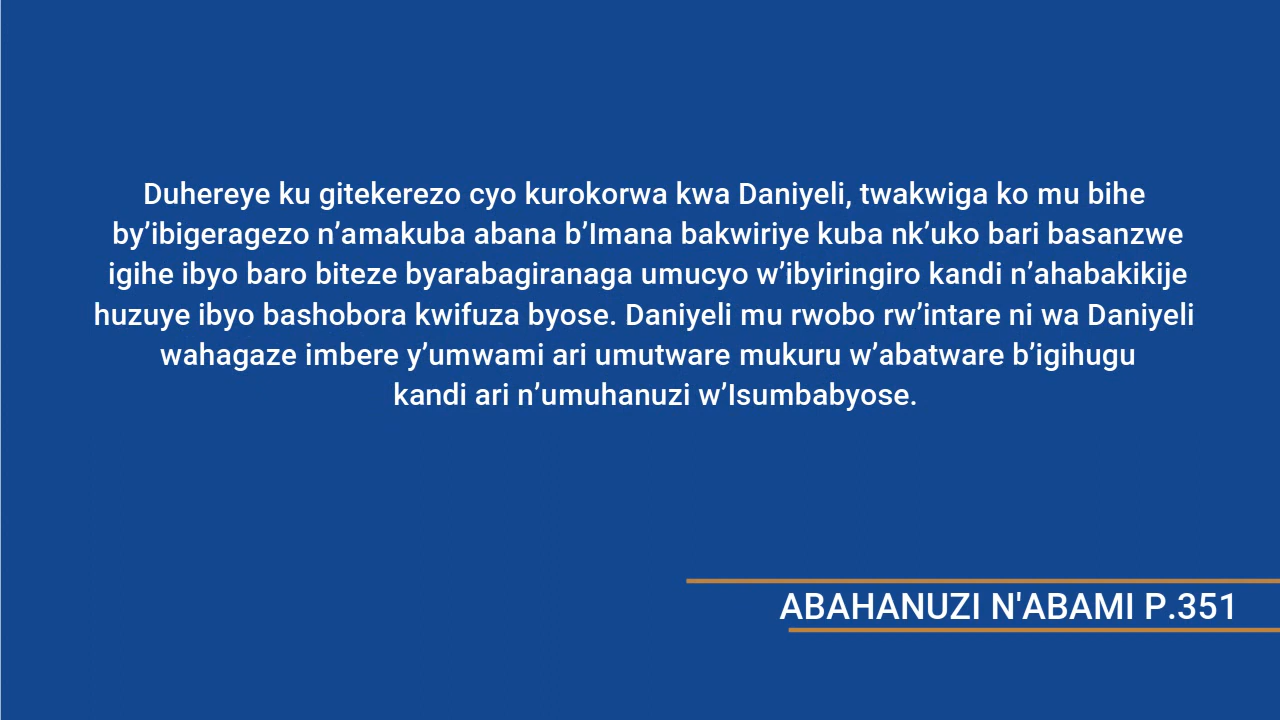 Duhereye ku gitekerezo cyo kurokorwa kwa Daniyeli, twakwiga ko mu bihe
by’ibigeragezo n’amakuba abana b’Imana bakwiriye kuba nk’uko bari basanzwe
igihe ibyo baro biteze byarabagiranaga umucyo w’ibyiringiro kandi n’ahabakikije
huzuye ibyo bashobora kwifuza byose. Daniyeli mu rwobo rw’intare ni wa Daniyeli
wahagaze imbere y’umwami ari umutware mukuru w’abatware b’igihugu
kandi ari n’umuhanuzi w’Isumbabyose.
ABAHANUZI N'ABAMI P.351